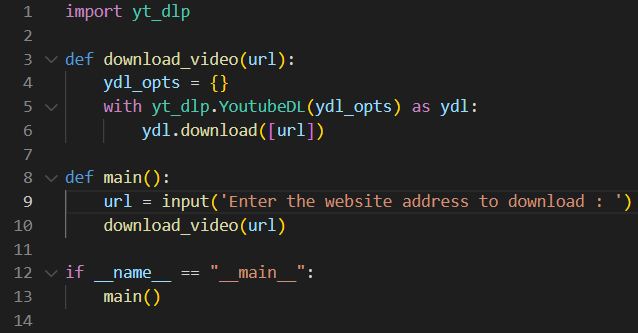 1 import yt_dlp
2
3 def download_video(url):
4     ydl_opts = {}
5     with yt_dlp.YoutubeDL(ydl_opts) as ydl:
6         ydl.download([url])
7
8 def main():
9     url = input('Enter the website address to download : ')
10     download_video(url)
11
12 if __name__ == "__main__":
13     main()
14